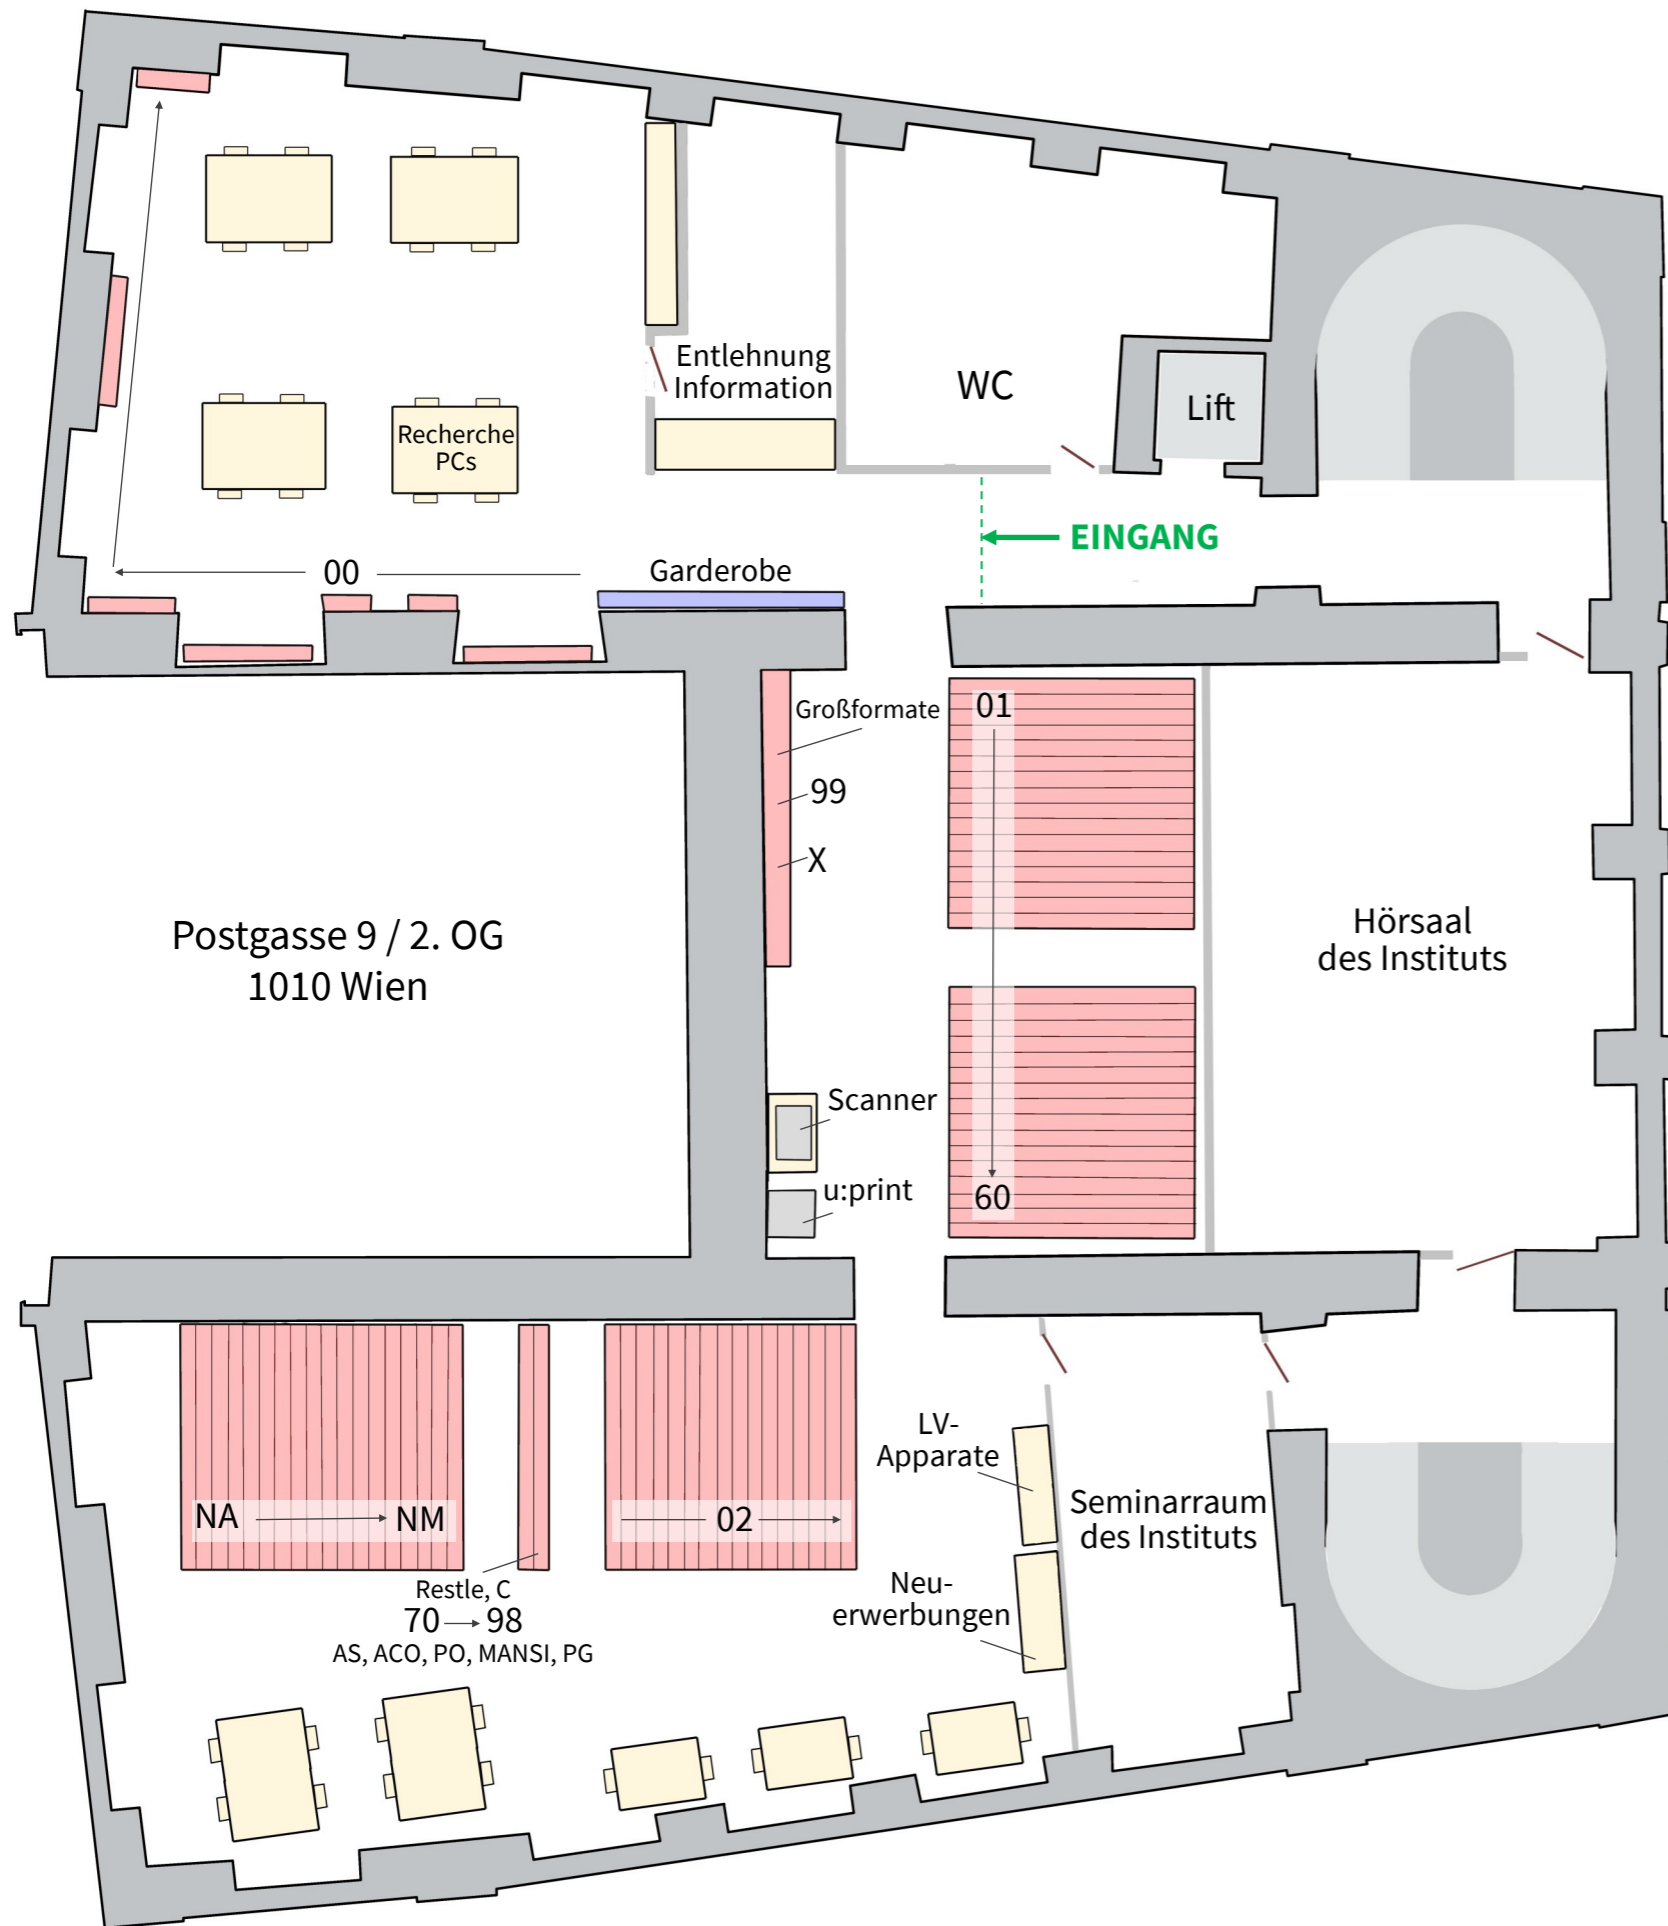 Entlehnung
Information
WC
Lift
Recherche
PCs
EINGANG
00
Garderobe
Großformate
01
99
X
Postgasse 9 / 2. OG
1010 Wien
Hörsaal
des Instituts
Scanner
u:print
60
LV-
Apparate
NA
NM
02
Seminarraum
des Instituts
Restle, C
70
98
AS, ACO, PO, MANSI, PG
Neu-
erwerbungen